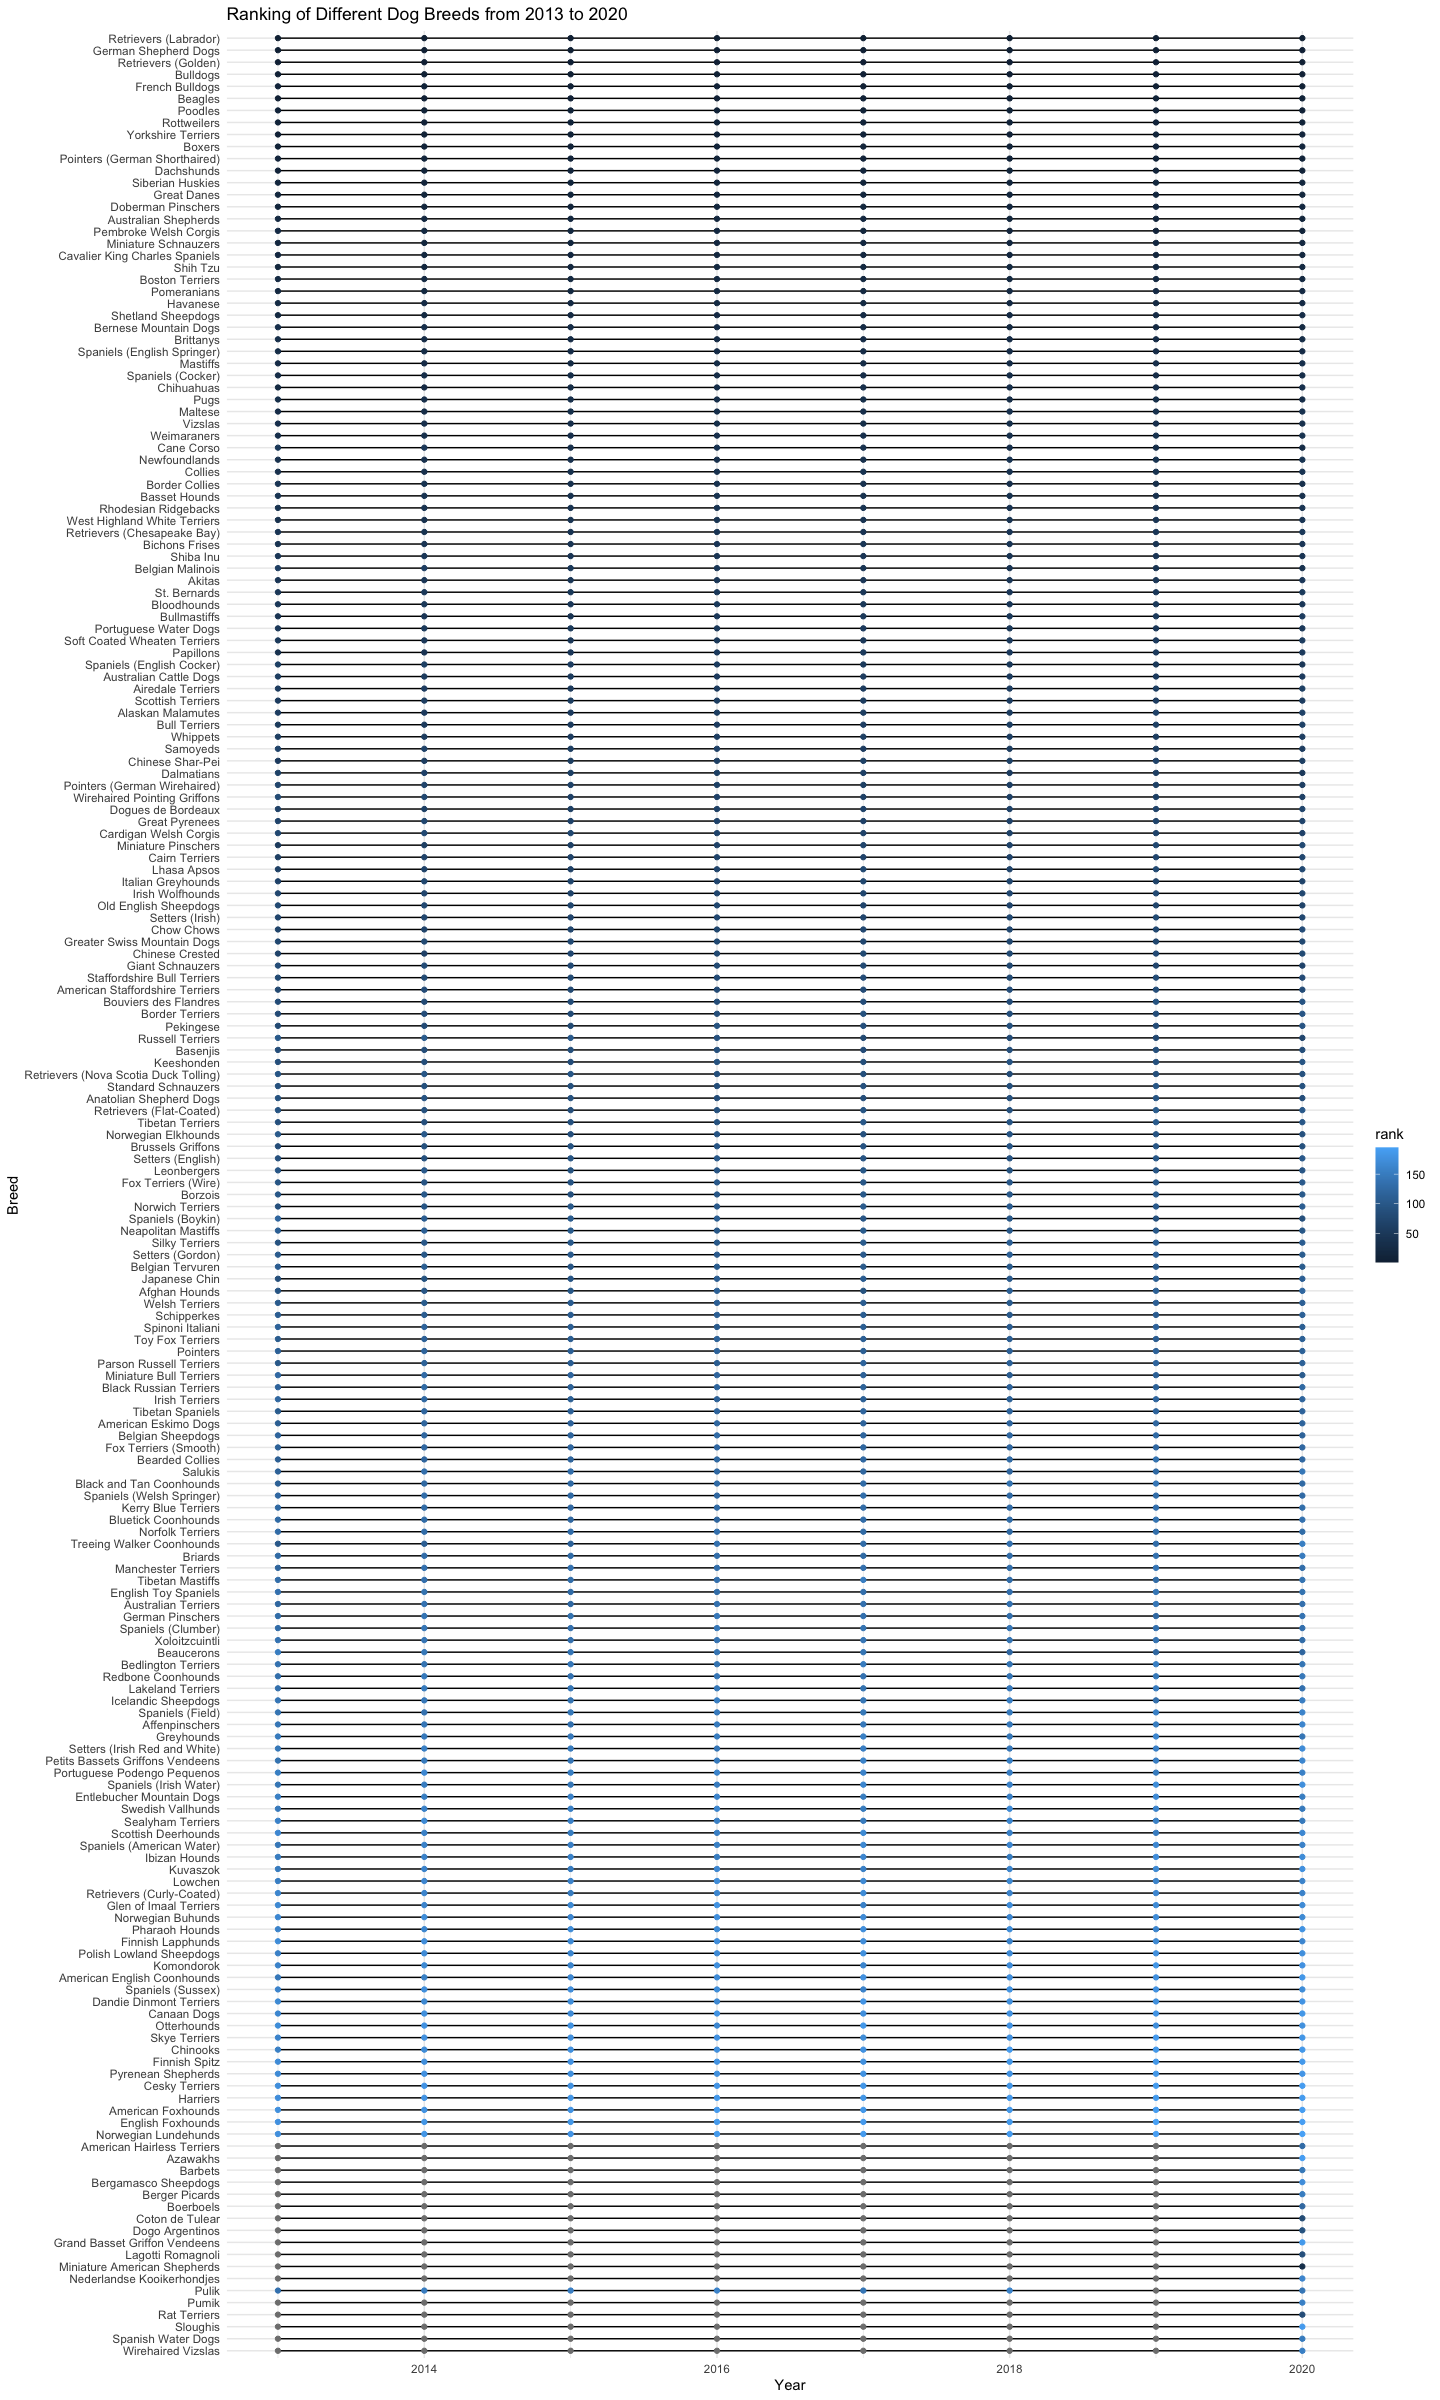 Ranking of Different Dog Breeds from 2013 to 2020
Retrievers (Labrador)
German Shepherd Dogs
Retrievers (Golden)
Bulldogs
French Bulldogs
Beagles
Poodles
Rottweilers
Yorkshire Terriers
Boxers
Pointers (German Shorthaired)
Dachshunds
Siberian Huskies
Great Danes
Doberman Pinschers
Australian Shepherds
Pembroke Welsh Corgis
Miniature Schnauzers
Cavalier King Charles Spaniels
Shih Tzu
Boston Terriers
Pomeranians
Havanese
Shetland Sheepdogs
Bernese Mountain Dogs
Brittanys
Spaniels (English Springer)
Mastiffs
Spaniels (Cocker)
Chihuahuas
Pugs
Maltese
Vizslas
Weimaraners
Cane Corso
Newfoundlands
Collies
Border Collies
Basset Hounds
Rhodesian Ridgebacks
West Highland White Terriers
Retrievers (Chesapeake Bay)
Bichons Frises
Shiba Inu
Belgian Malinois
Akitas
St. Bernards
Bloodhounds
Bullmastiffs
Portuguese Water Dogs
Soft Coated Wheaten Terriers
Papillons
Spaniels (English Cocker)
Australian Cattle Dogs
Airedale Terriers
Scottish Terriers
Alaskan Malamutes
Bull Terriers
Whippets
Samoyeds
Chinese Shar-Pei
Dalmatians
Pointers (German Wirehaired)
Wirehaired Pointing Griffons
Dogues de Bordeaux
Great Pyrenees
Cardigan Welsh Corgis
Miniature Pinschers
Cairn Terriers
Lhasa Apsos
Italian Greyhounds
Irish Wolfhounds
Old English Sheepdogs
Setters (Irish)
Chow Chows
Greater Swiss Mountain Dogs
Chinese Crested
Giant Schnauzers
Staffordshire Bull Terriers
American Staffordshire Terriers
Bouviers des Flandres
Border Terriers
Pekingese
Russell Terriers
Basenjis
Keeshonden
Retrievers (Nova Scotia Duck Tolling)
Standard Schnauzers
Anatolian Shepherd Dogs
Retrievers (Flat-Coated)
Tibetan Terriers
Norwegian Elkhounds
Brussels Griffons
Setters (English)
Leonbergers
Fox Terriers (Wire)
Borzois
Norwich Terriers
Spaniels (Boykin)
Neapolitan Mastiffs
Silky Terriers
Setters (Gordon)
Belgian Tervuren
Japanese Chin
Afghan Hounds
Welsh Terriers
Schipperkes
Spinoni Italiani
Toy Fox Terriers
Pointers
Parson Russell Terriers
Miniature Bull Terriers
Black Russian Terriers
Irish Terriers
Tibetan Spaniels
American Eskimo Dogs
Belgian Sheepdogs
Fox Terriers (Smooth)
Bearded Collies
Salukis
Black and Tan Coonhounds
Spaniels (Welsh Springer)
Kerry Blue Terriers
Bluetick Coonhounds
Norfolk Terriers
Treeing Walker Coonhounds
Briards
Manchester Terriers
Tibetan Mastiffs
English Toy Spaniels
Australian Terriers
German Pinschers
Spaniels (Clumber)
Xoloitzcuintli
Beaucerons
Bedlington Terriers
Redbone Coonhounds
Lakeland Terriers
Icelandic Sheepdogs
Spaniels (Field)
Affenpinschers
Greyhounds
Setters (Irish Red and White)
Petits Bassets Griffons Vendeens
Portuguese Podengo Pequenos
Spaniels (Irish Water)
Entlebucher Mountain Dogs
Swedish Vallhunds
Sealyham Terriers
Scottish Deerhounds
Spaniels (American Water)
Ibizan Hounds
Kuvaszok
Lowchen
Retrievers (Curly-Coated)
Glen of Imaal Terriers
Norwegian Buhunds
Pharaoh Hounds
Finnish Lapphunds
Polish Lowland Sheepdogs
Komondorok
American English Coonhounds
Spaniels (Sussex)
Dandie Dinmont Terriers
Canaan Dogs
Otterhounds
Skye Terriers
Chinooks
Finnish Spitz
Pyrenean Shepherds
Cesky Terriers
Harriers
American Foxhounds
English Foxhounds
Norwegian Lundehunds
American Hairless Terriers
Azawakhs
Barbets
Bergamasco Sheepdogs
Berger Picards
Boerboels
Coton de Tulear
Dogo Argentinos
Grand Basset Griffon Vendeens
Lagotti Romagnoli
Miniature American Shepherds
Nederlandse Kooikerhondjes
Pulik
Pumik
Rat Terriers
Sloughis
Spanish Water Dogs
Wirehaired Vizslas
Breed
2014 2016 2018 2020
Year
rank
150
100
50